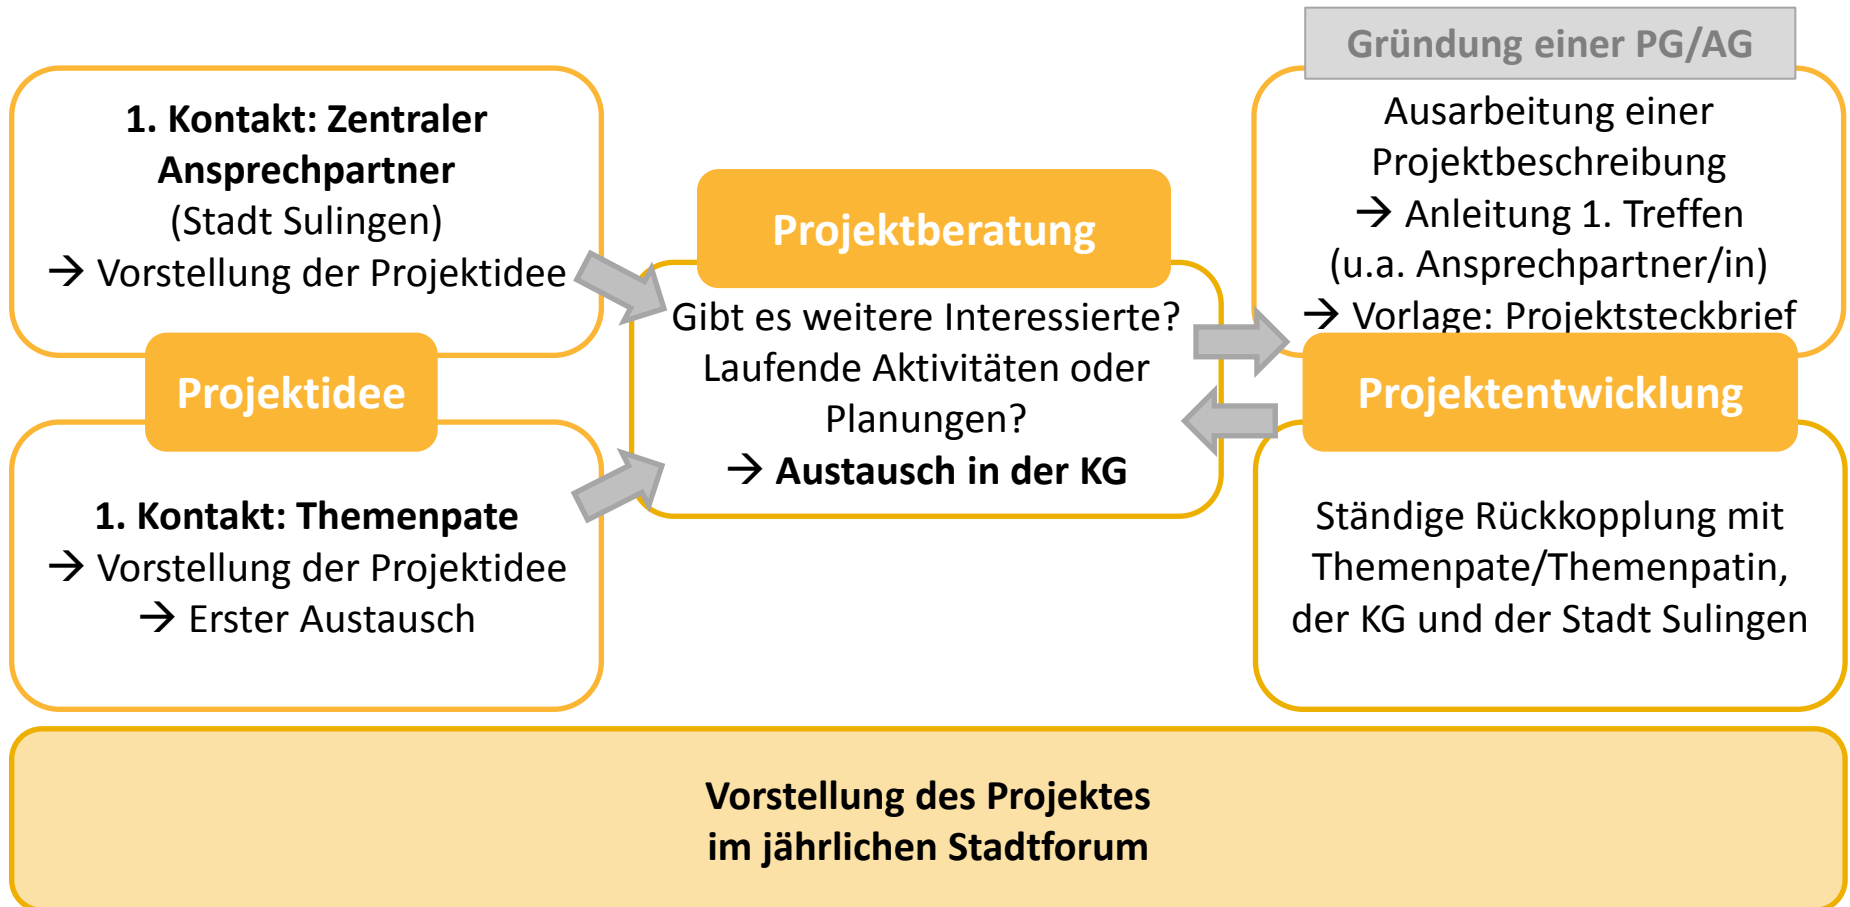 1. Kontakt: Zentraler
Ansprechpartner
(Stadt Sulingen)
→ Vorstellung der Projektidee
Projektidee
1. Kontakt: Themenpate
→ Vorstellung der Projektidee
→ Erster Austausch
Projektberatung
Gibt es weitere Interessierte?
Laufende Aktivitäten oder
Planungen?
→ Austausch in der KG
Gründung einer PG/AG
Ausarbeitung einer
Projektbeschreibung
→ Anleitung 1. Treffen
(u.a. Ansprechpartner/in)
→ Vorlage: Projektsteckbrief
Projektentwicklung
Ständige Rückkopplung mit
Themenpate/Themenpatin,
der KG und der Stadt Sulingen
Vorstellung des Projektes
im jährlichen Stadtforum